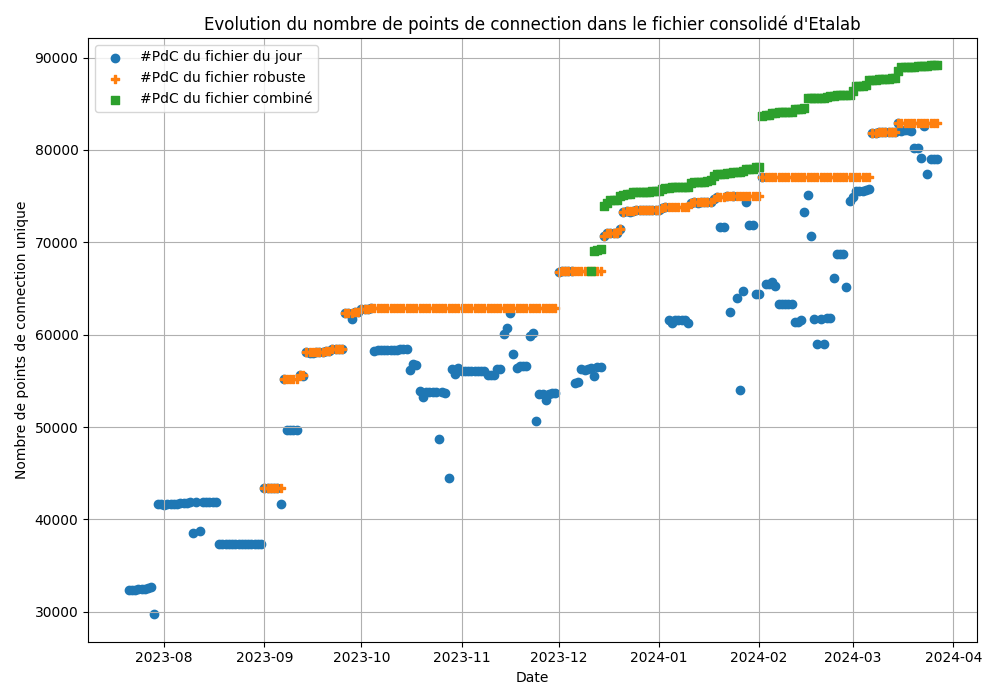 Evolution du nombre de points de connection dans le fichier consolidé d'Etalab
#PdC du fichier du jour
#PdC du fichier robuste
#PdC du fichier combiné
Nombre de points de connection unique
90000
80000
70000
60000
50000
40000
30000
2023-08 2023-09 2023-10 2023-11 2023-12 2024-01 2024-02 2024-03 2024-04
Date